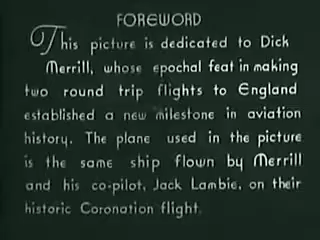 FOREWORD
This picture is dedicated to Dick
Merrill, whose epochal feat in making
two round trip flights to England
established a new milestone in aviation
history. The plane used in the picture
is the same ship flown by Merrill
and his co-pilot, Jack Lambie, on their
historic Coronation flight.